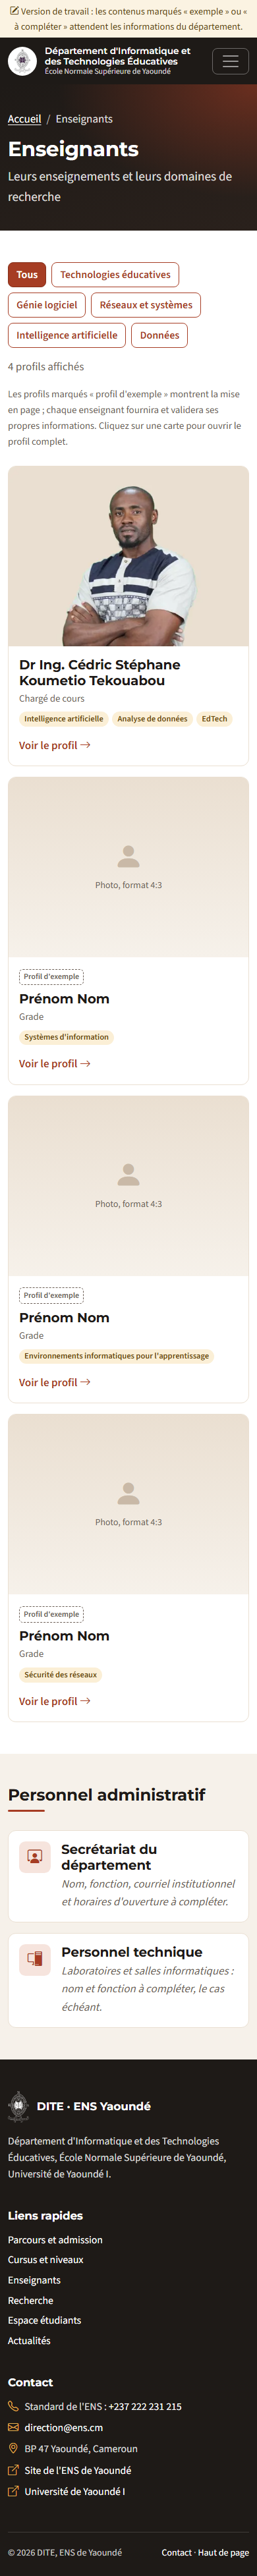 Version de travail : les contenus marqués « exemple » ou «
à compléter » attendent les informations du département.
Département d'Informatique et
des Technologies Éducatives
École Normale Supérieure de Yaoundé
Accueil / Enseignants
Enseignants
Leurs enseignements et leurs domaines de
recherche
Tous
Technologies éducatives
Génie logiciel
Réseaux et systèmes
Intelligence artificielle
Données
4 profils affichés
Les profils marqués « profil d'exemple » montrent la mise
en page ; chaque enseignant fournira et validera ses
propres informations. Cliquez sur une carte pour ouvrir le
profil complet.
Dr Ing. Cédric Stéphane
Koumetio Tekouabou
Chargé de cours
Intelligence artificielle
Analyse de données
EdTech
Voir le profil →
Photo, format 4:3
Profil d'exemple
Prénom Nom
Grade
Systèmes d'information
Voir le profil →
Photo, format 4:3
Profil d'exemple
Prénom Nom
Grade
Environnements informatiques pour l'apprentissage
Voir le profil →
Photo, format 4:3
Profil d'exemple
Prénom Nom
Grade
Sécurité des réseaux
Voir le profil →
Personnel administratif
Secrétariat du
département
Nom, fonction, courriel institutionnel
et horaires d'ouverture à compléter.
Personnel technique
Laboratoires et salles informatiques :
nom et fonction à compléter, le cas
échéant.
DITE · ENS Yaoundé
Département d'Informatique et des Technologies
Éducatives, École Normale Supérieure de Yaoundé,
Université de Yaoundé I.
Liens rapides
Parcours et admission
Cursus et niveaux
Enseignants
Recherche
Espace étudiants
Actualités
Contact
Standard de l'ENS : +237 222 231 215
direction@ens.cm
BP 47 Yaoundé, Cameroun
Site de l'ENS de Yaoundé
Université de Yaoundé I
© 2026 DITE, ENS de Yaoundé
Contact · Haut de page